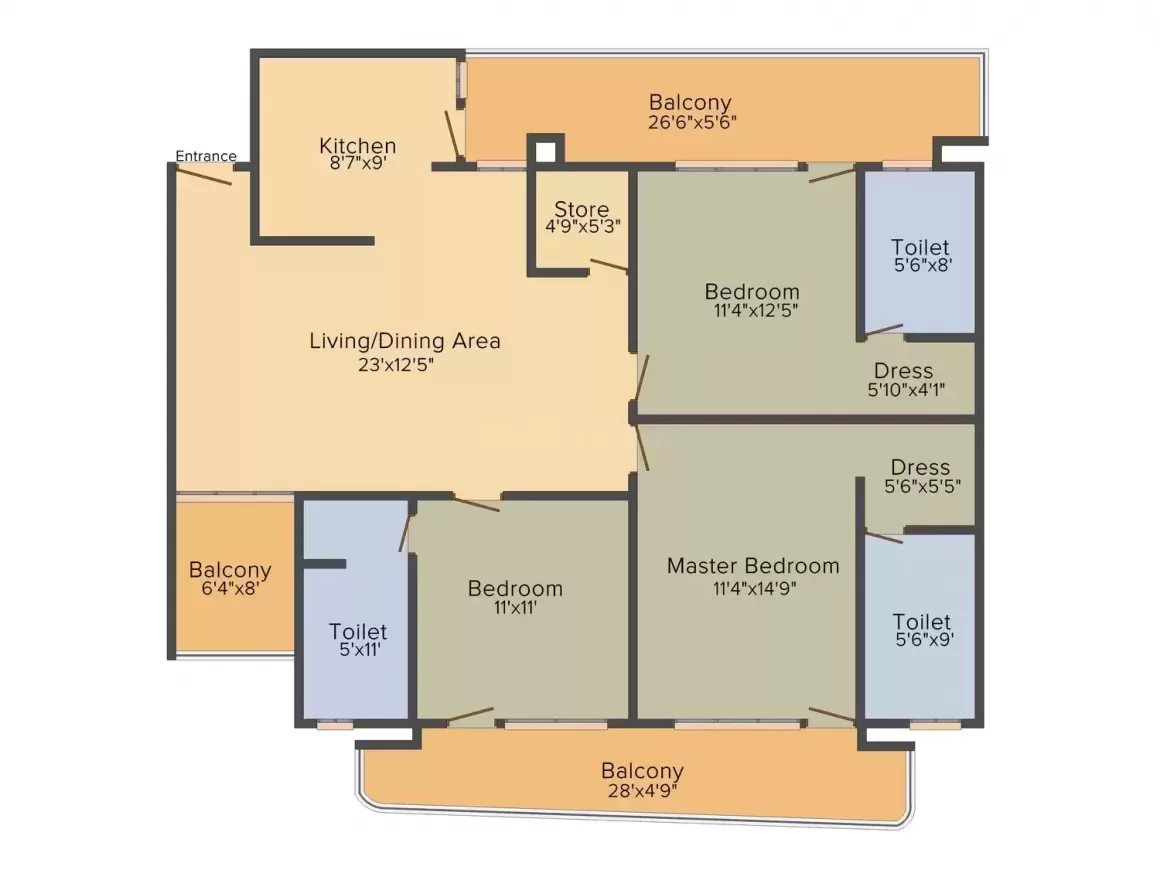 Balcony
26'6"x5'6"
Kitchen
8'7"x9'
Entrance
Store
4'9"x5'3"
Toilet
5'6"x8'
Bedroom
11'4"x12'5"
Living/Dining Area
23'x12'5"
Dress
5'10"x4'1"
Dress
5'6"x5'5"
Balcony
6'4"x8'
Bedroom
11'x11'
Master Bedroom
11'4"x14'9"
Toilet
5'x11'
Toilet
5'6"x9'
Balcony
28'x4'9"